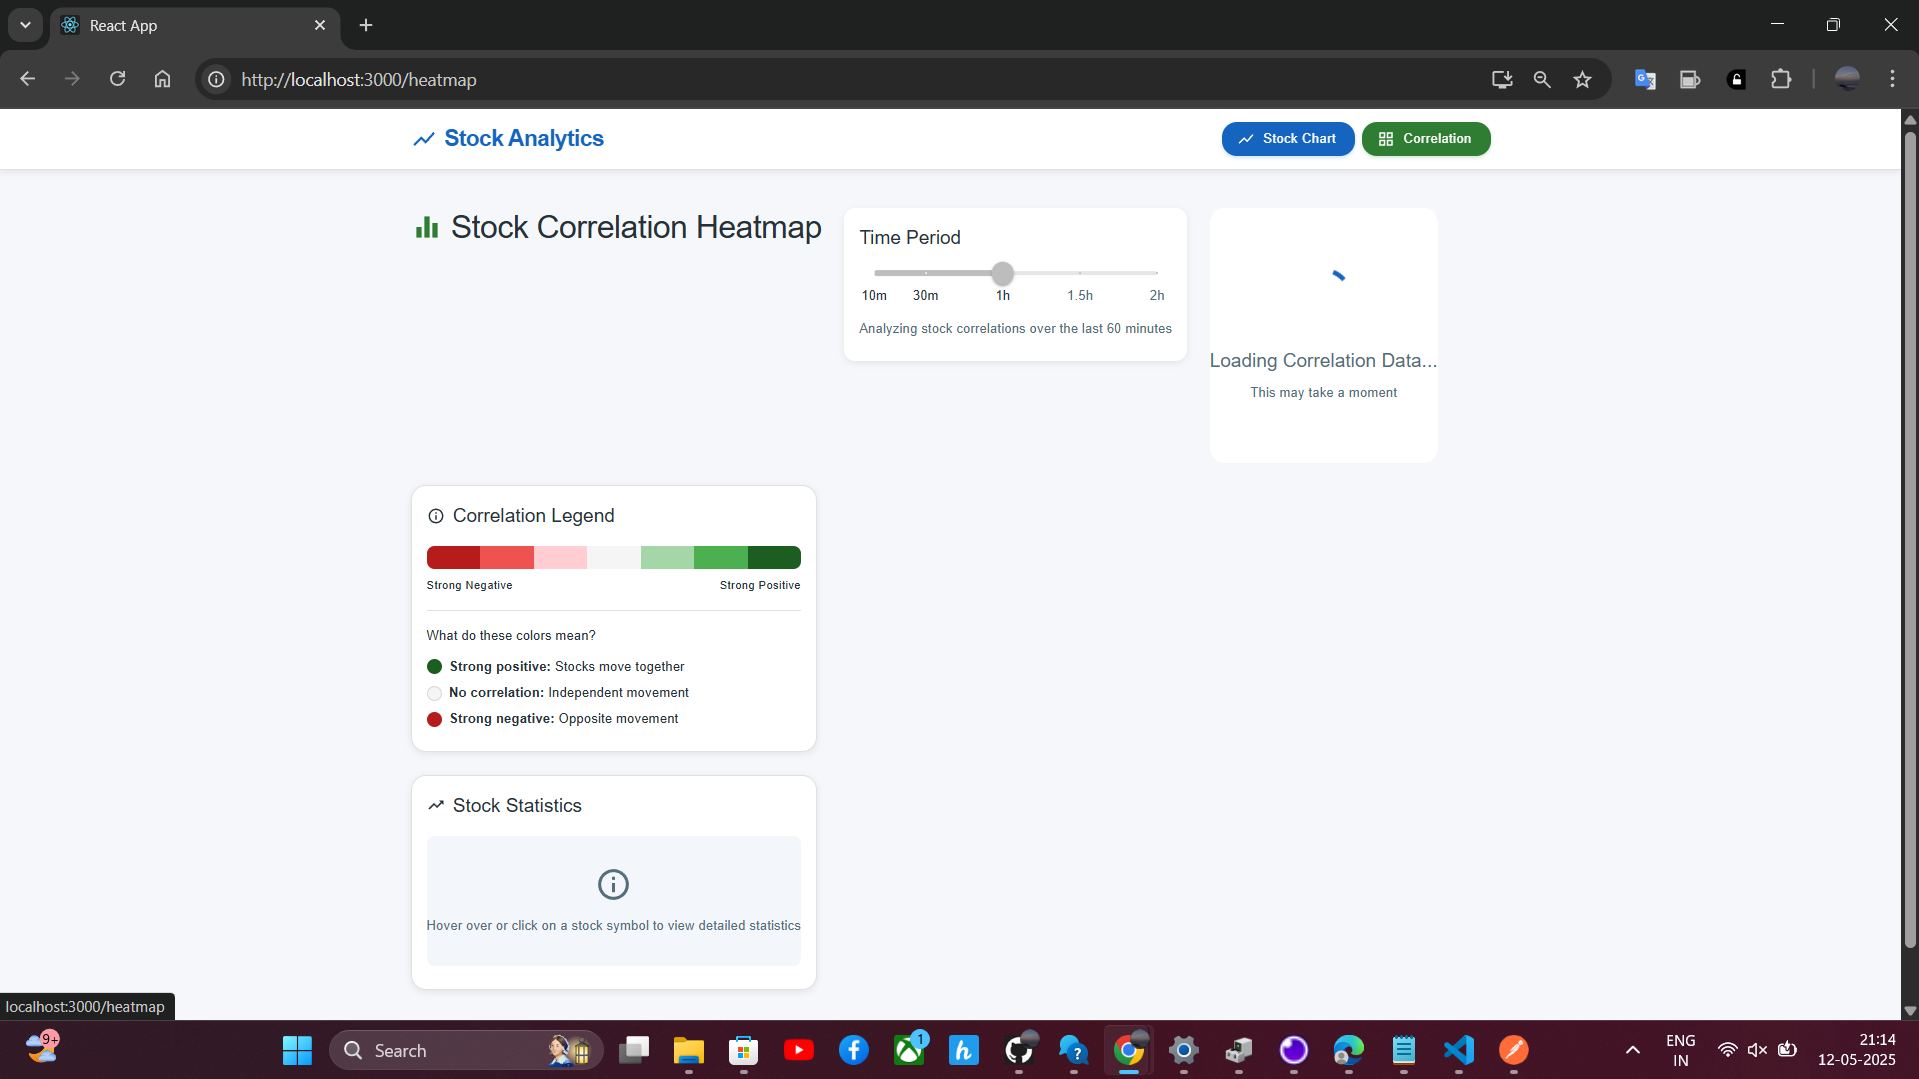 React App
http://localhost:3000/heatmap
Stock Analytics
Stock Chart
Correlation
Stock Correlation Heatmap
Time Period
10m 30m 1h 1.5h 2h
Analyzing stock correlations over the last 60 minutes
Loading Correlation Data...
This may take a moment
Correlation Legend
Strong Negative
Strong Positive
What do these colors mean?
Strong positive: Stocks move together
No correlation: Independent movement
Strong negative: Opposite movement
Stock Statistics
Hover over or click on a stock symbol to view detailed statistics
localhost:3000/heatmap
9+
Search
1
h
ENG
IN
21:14
12-05-2025